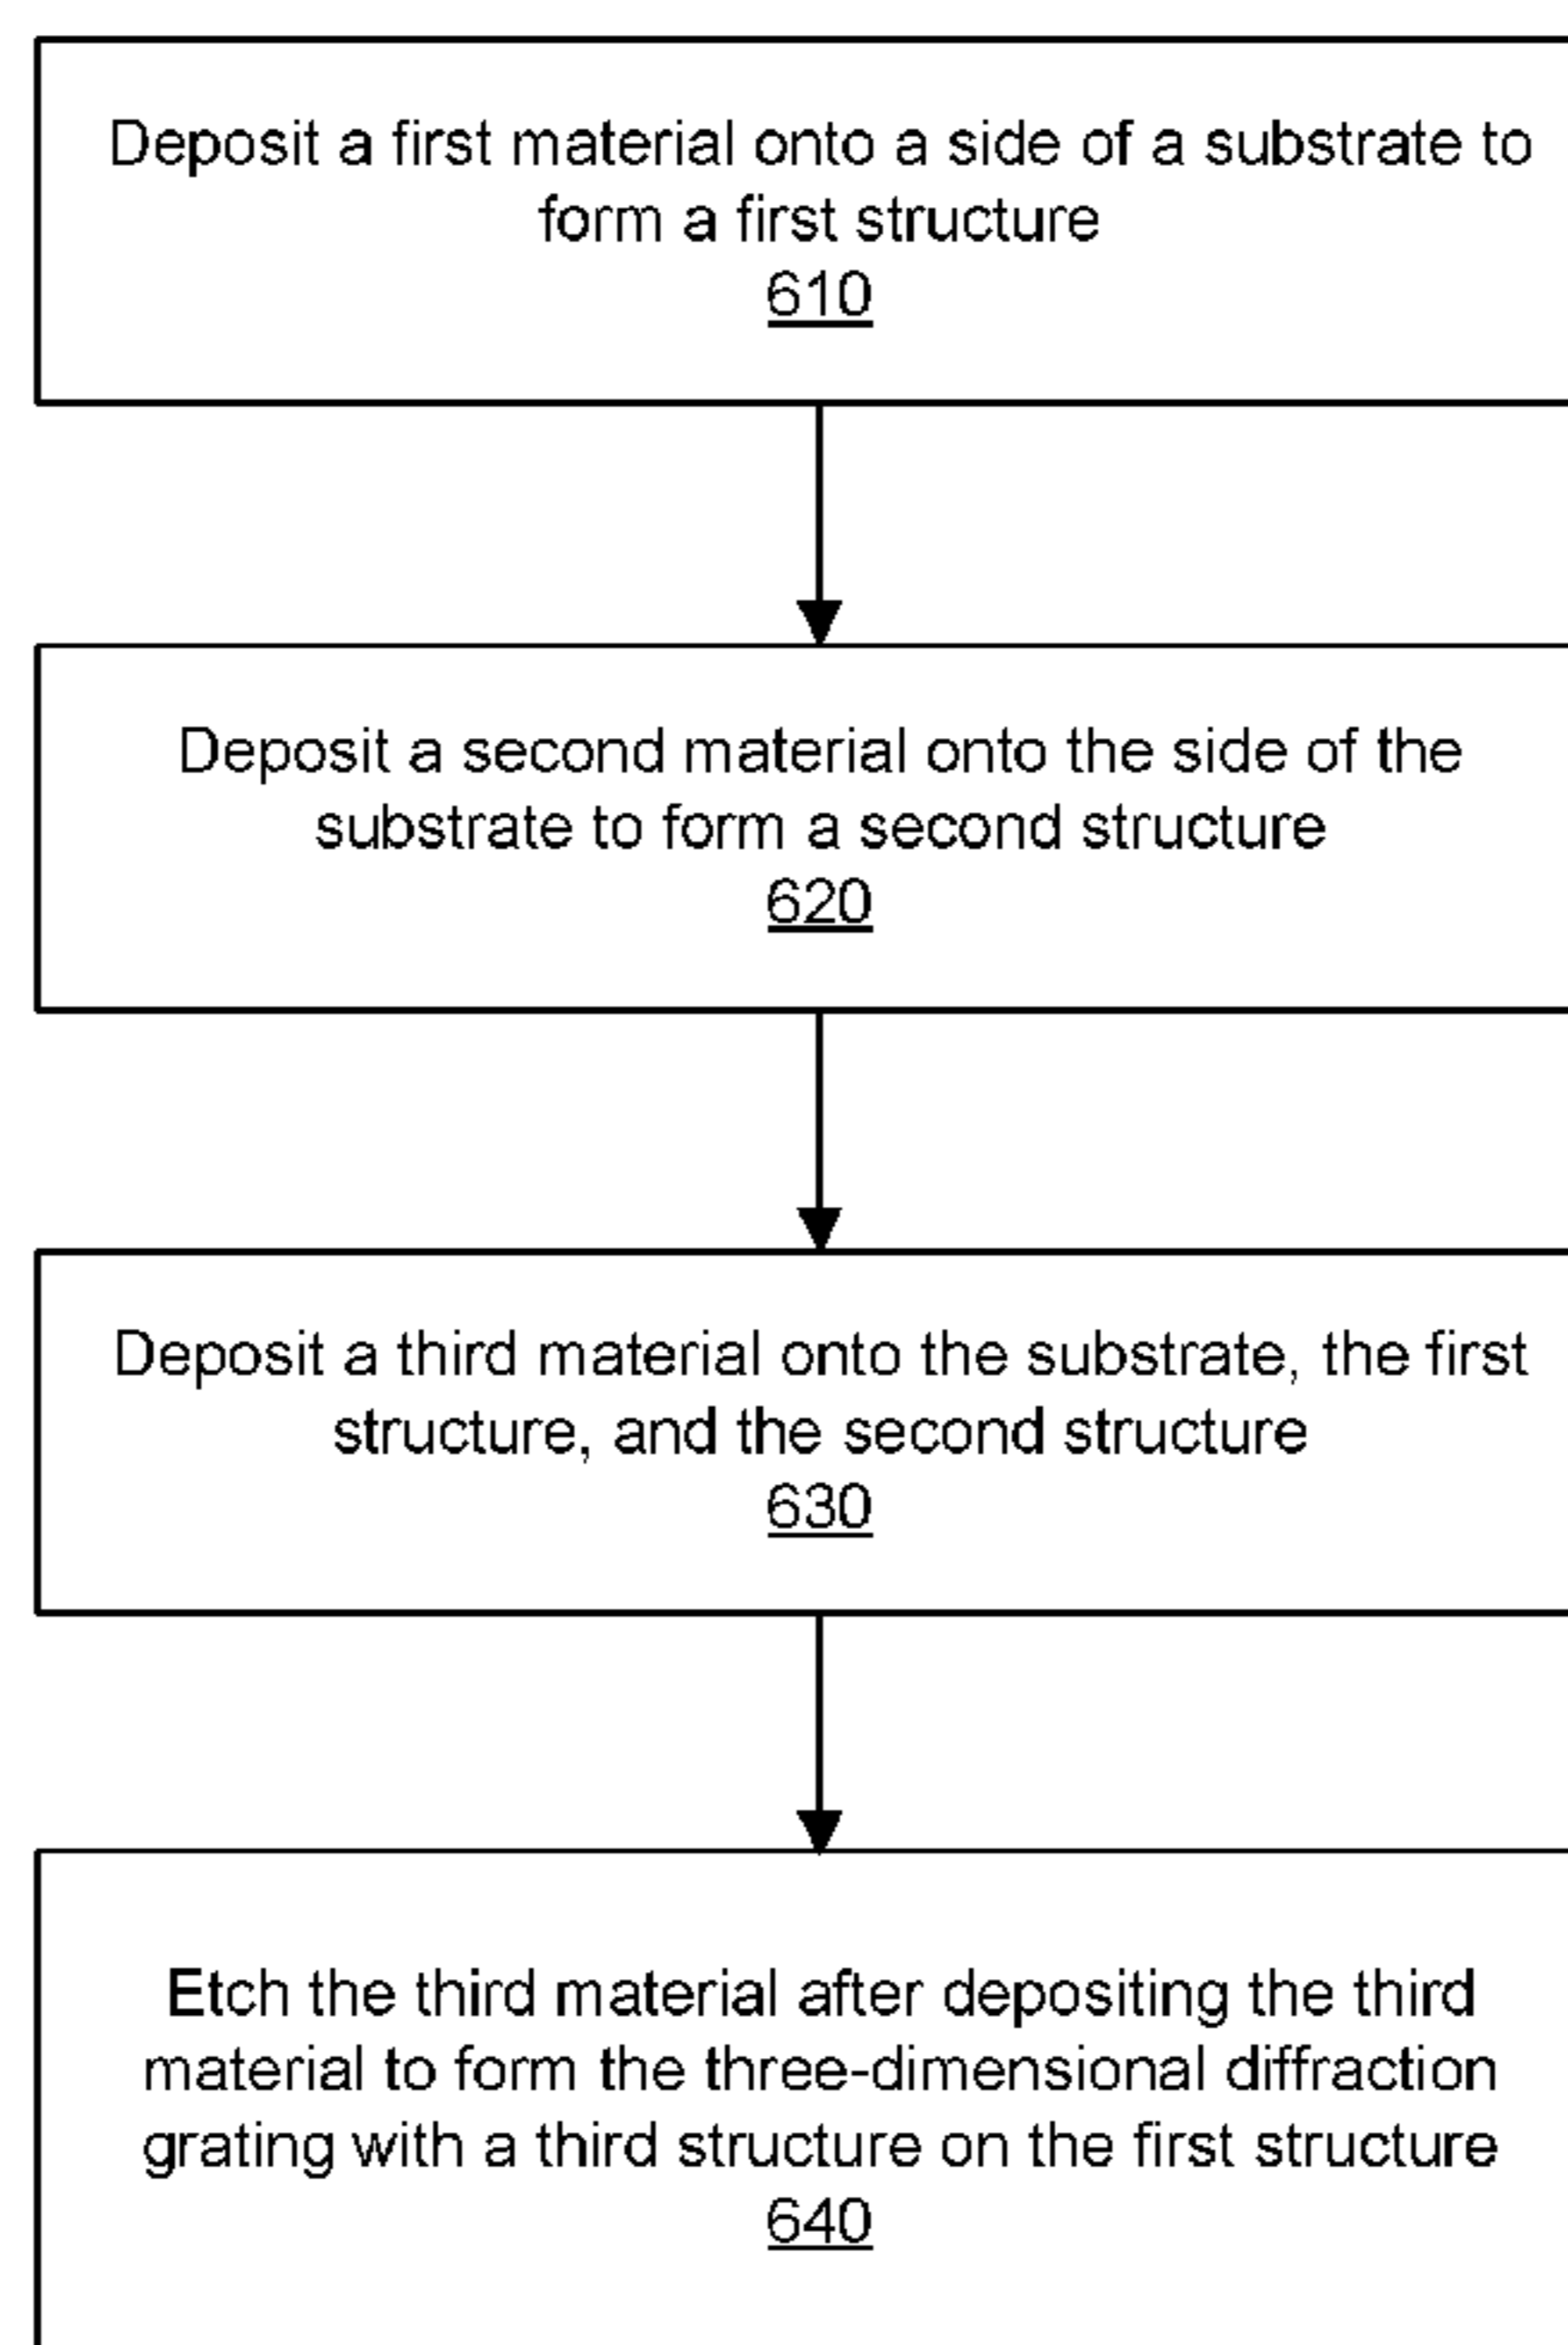 Deposit a first material onto a side of a substrate to
form a first structure
610
Deposit a second material onto the side of the
substrate to form a second structure
620
Deposit a third material onto the substrate, the first
structure, and the second structure
630
Etch the third material after depositing the third
material to form the three-dimensional diffraction
grating with a third structure on the first structure
640